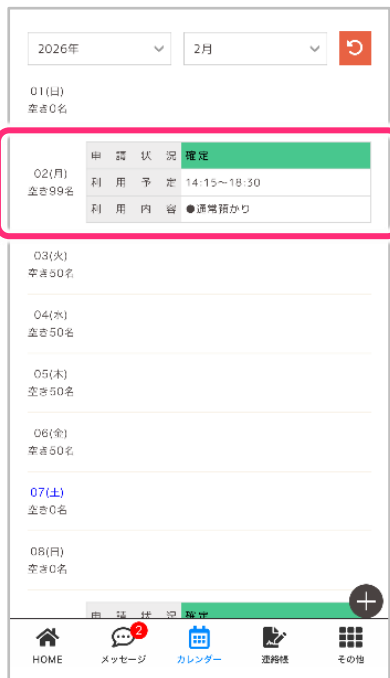 2026年 2月
01(日)
空き0名
02(月)
空き99名
申請状況 確定
利用予定 14:15～18:30
利用内容 ●通常預かり
03(火)
空き50名
04(水)
空き50名
05(木)
空き50名
06(金)
空き50名
07(土)
空き0名
08(日)
空き0名
申請状況 確定
2
HOME メッセージ カレンダー 連絡帳 その他